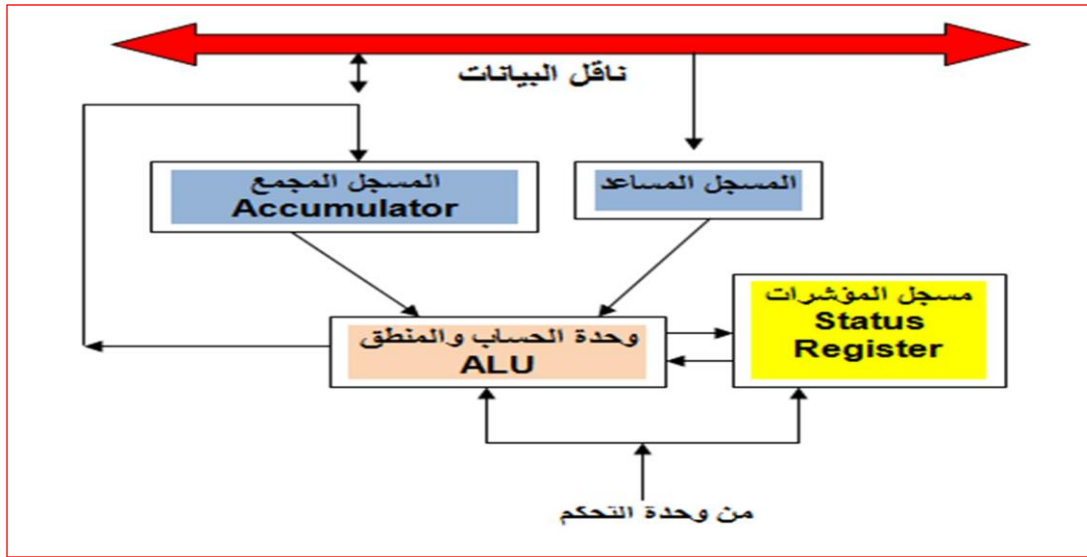 ناقل البيانات
المسجل المجمع
Accumulator
المسجل المساعد
مسجل المؤشرات
Status
Register
وحدة الحساب والمنطق
ALU
من وحدة التحكم